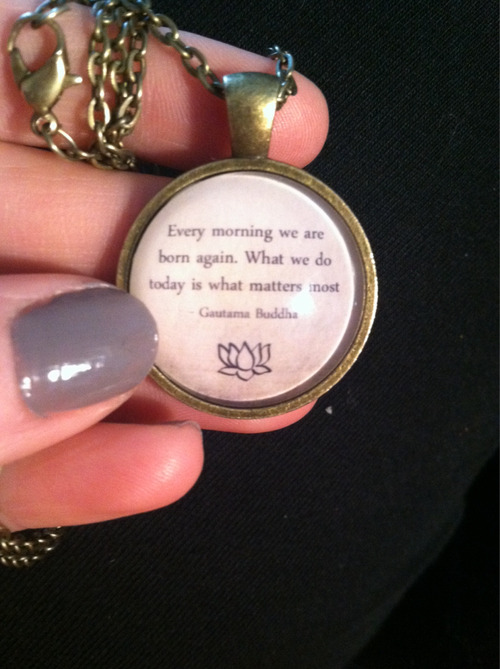 Every morning we are
born again. What we do
today is what matters most
- Gautama Buddha